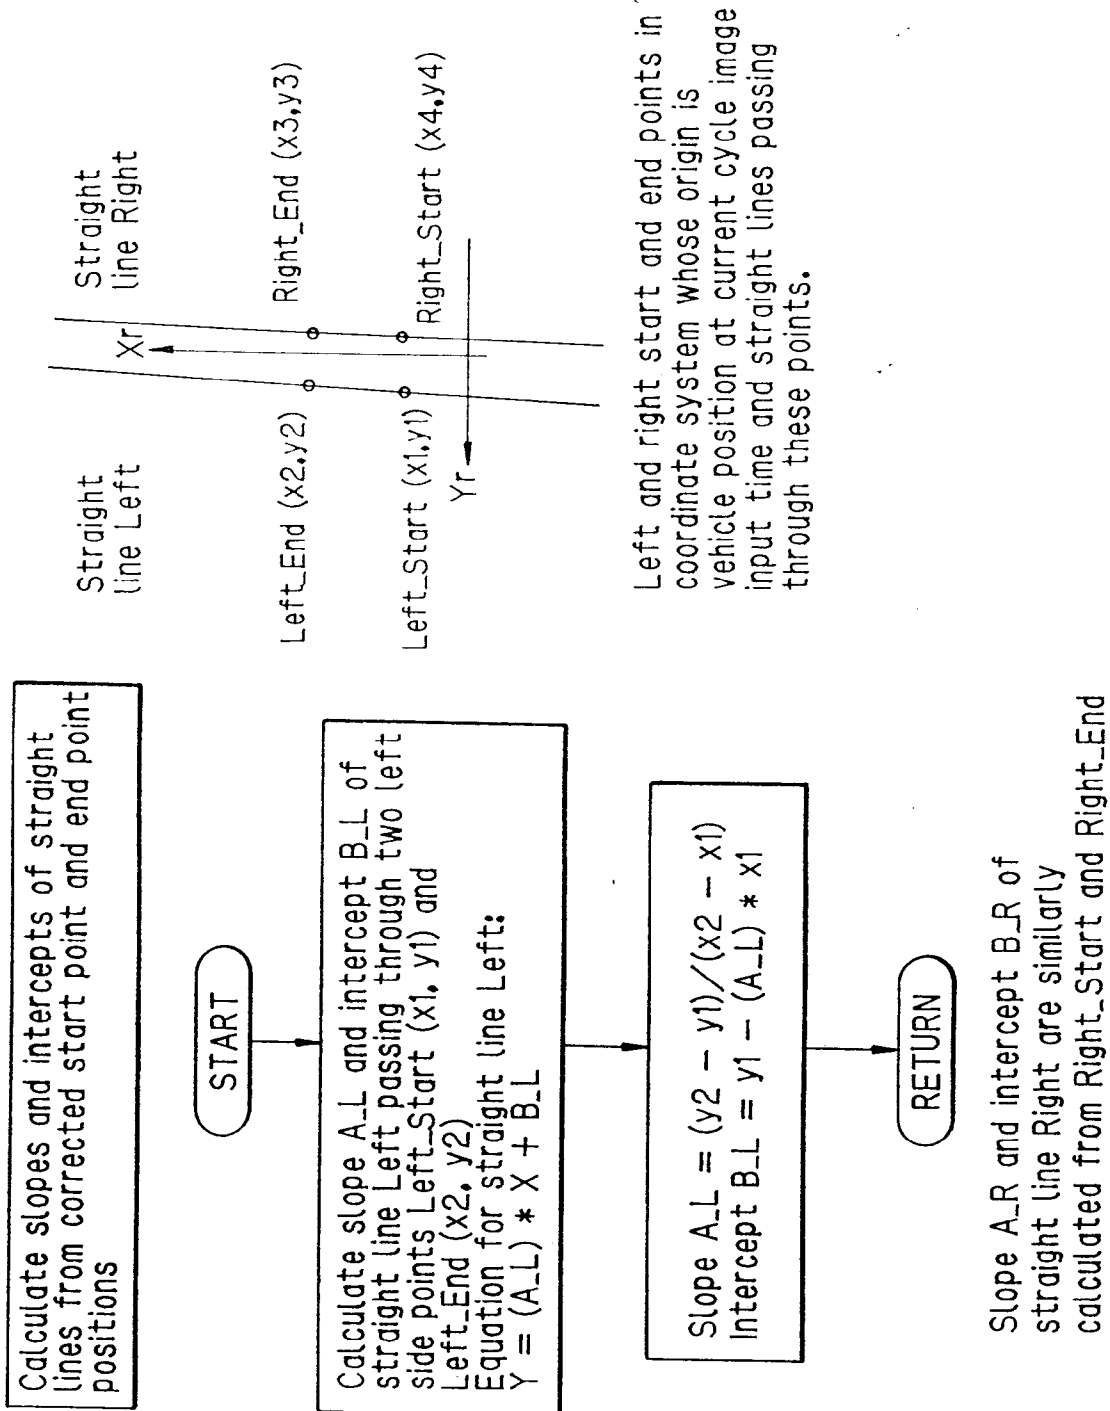 Calculate slopes and intercepts of straight
lines from corrected start point and end point
positions
START
Calculate slope A_L and intercept B_L of
straight line Left passing through two left
side points Left_Start (x1, y1) and
Left_End (x2, y2)
Equation for straight line Left:
Y = (A_L) * X + B_L
Slope A_L = (y2 - y1)/(x2 - x1)
Intercept B_L = y1 - (A_L) * x1
RETURN
Slope A_R and intercept B_R of
straight line Right are similarly
calculated from Right_Start and Right_End
Straight
line Left
Straight
line Right
Xr
Left_End (x2,y2)
Right_End (x3,y3)
Left_Start (x1,y1)
Right_Start (x4,y4)
Yr
Left and right start and end points in
coordinate system whose origin is
vehicle position at current cycle image
input time and straight lines passing
through these points.